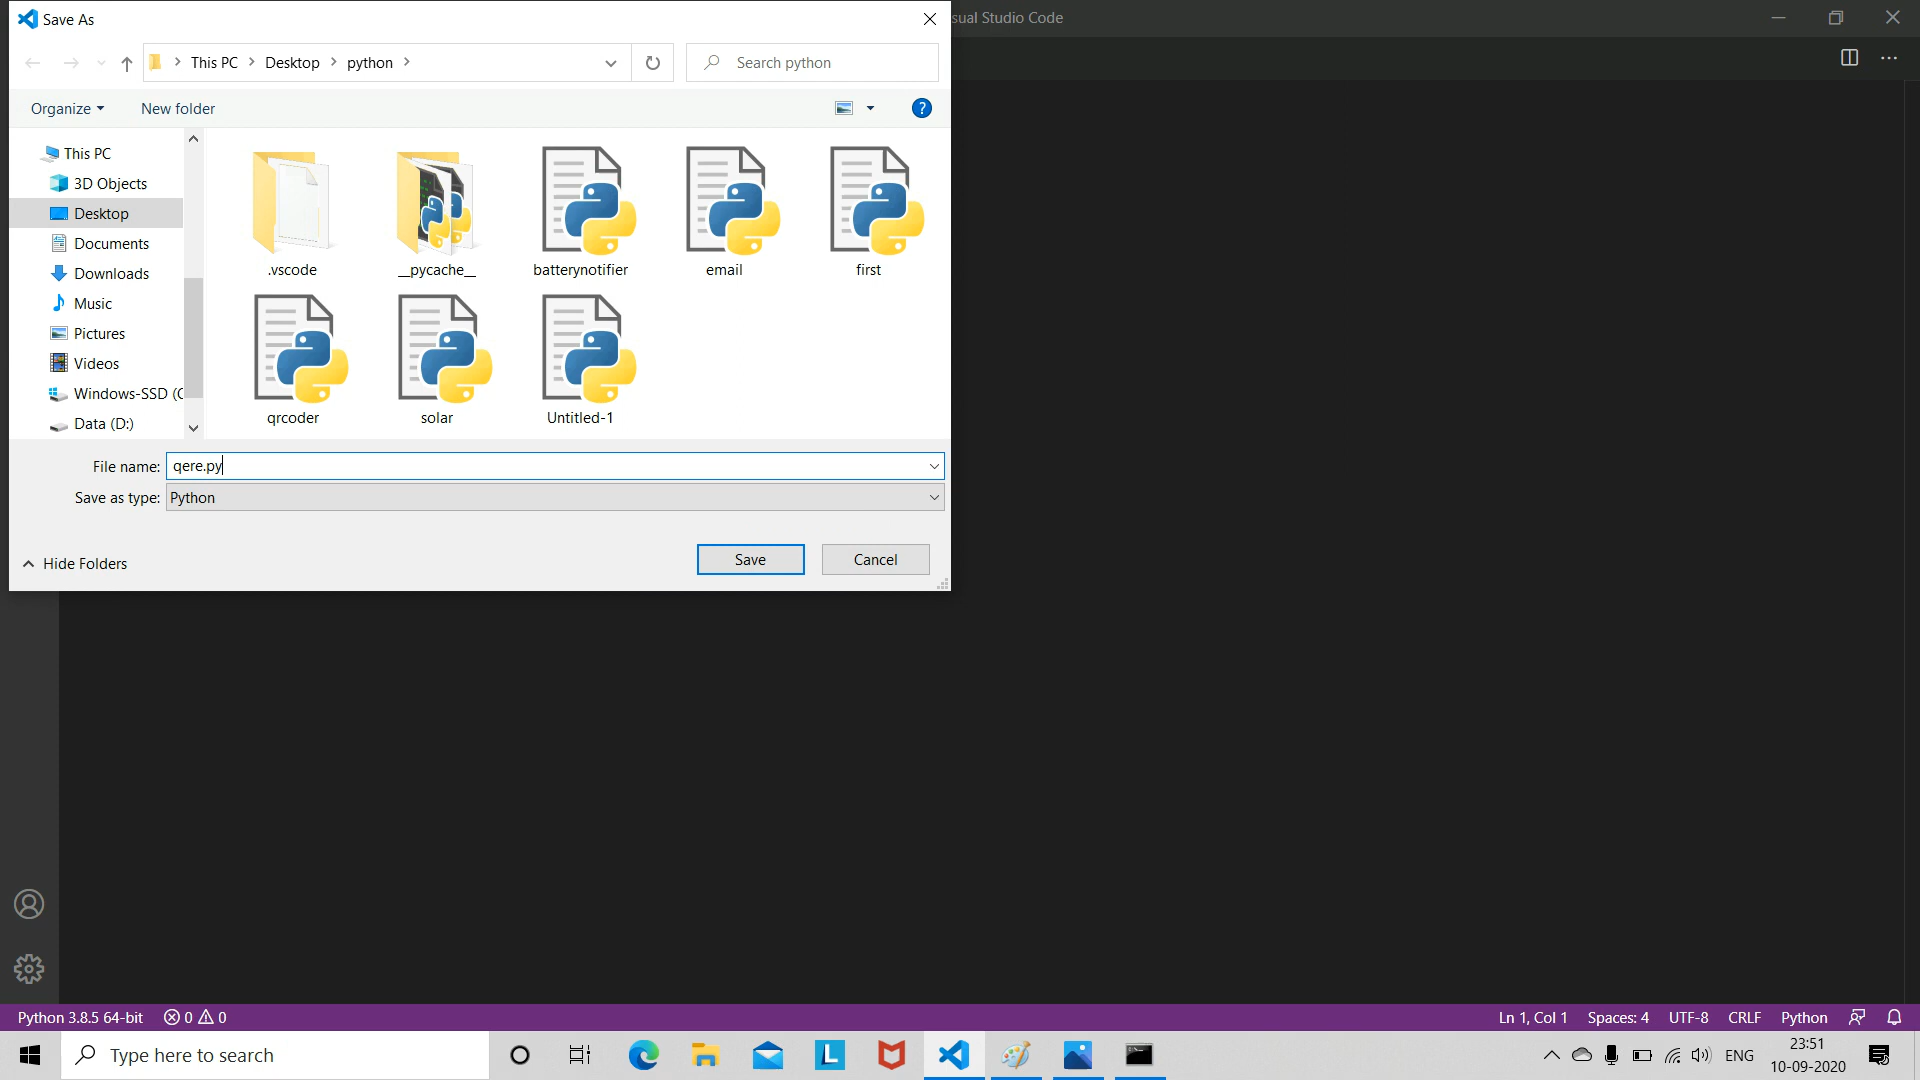 Save As
sual Studio Code
This PC
Desktop
python
Search python
Organize
New folder
?
This PC
3D Objects
Desktop
Documents
Downloads
Music
Pictures
Videos
Windows-SSD (C
Data (D:)
.vscode
__pycache__
batterynotifier
email
first
qrcoder
solar
Untitled-1
File name: qere.py
Save as type: Python
Hide Folders
Save
Cancel
Python 3.8.5 64-bit
0
0
Ln 1, Col 1
Spaces: 4
UTF-8
CRLF
Python
Type here to search
L
ENG
23:51
10-09-2020